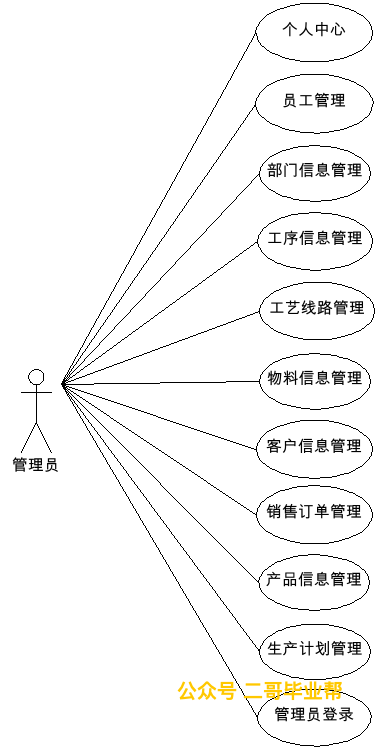 个人中心
员工管理
部门信息管理
工序信息管理
工艺线路管理
物料信息管理
管理员
客户信息管理
销售订单管理
产品信息管理
生产计划管理
公众号 二哥毕业帮
管理员登录